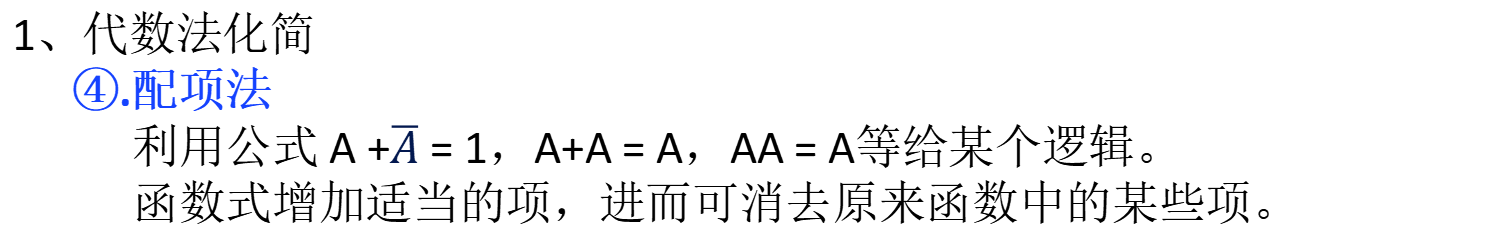 1、代数法化简
④.配项法
利用公式 A +A̅ = 1，A+A = A，AA = A等给某个逻辑。
函数式增加适当的项，进而可消去原来函数中的某些项。